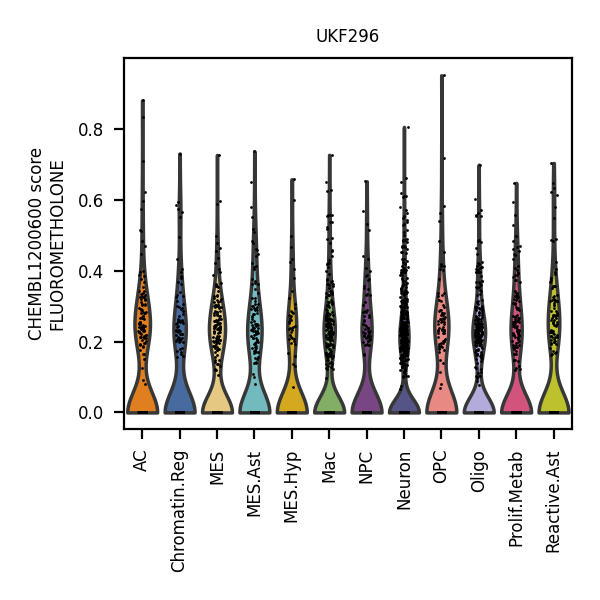 UKF296
CHEMBL1200600 score
FLUOROMETHOLONE
0.8
0.6
0.4
0.2
0.0
AC
Chromatin.Reg
MES
MES.Ast
MES.Hyp
Mac
NPC
Neuron
OPC
Oligo
Prolif.Metab
Reactive.Ast